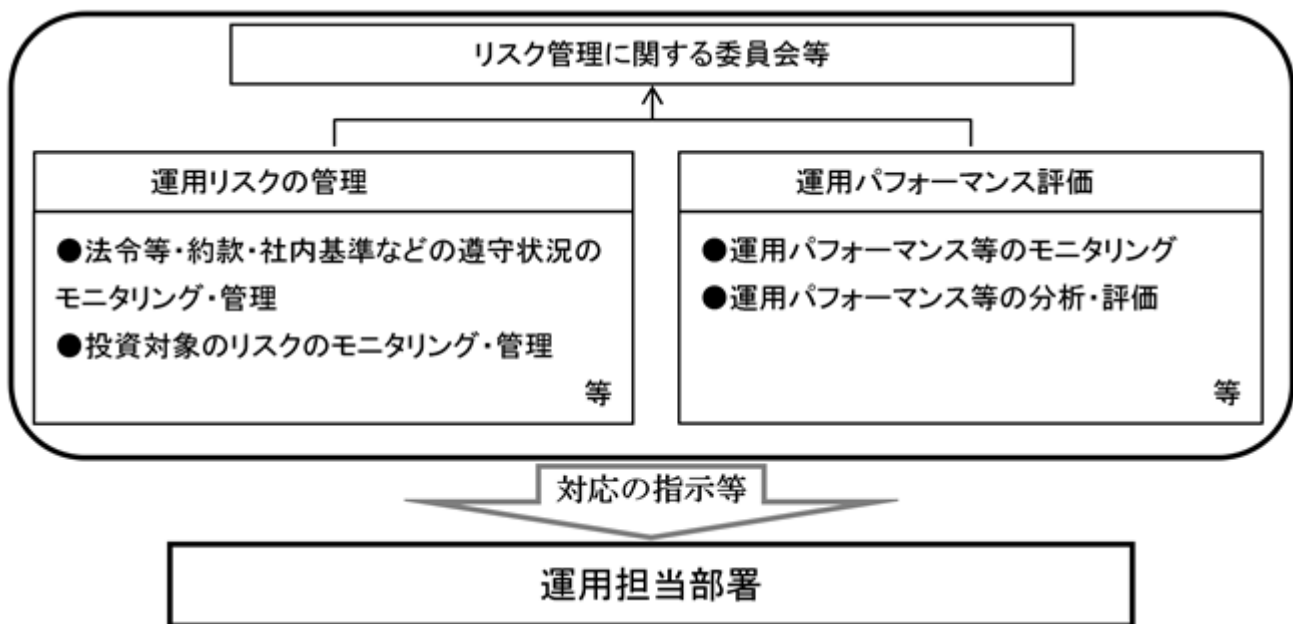 リスク管理に関する委員会等
運用リスクの管理
●法令等・約款・社内基準などの遵守状況の
モニタリング・管理
●投資対象のリスクのモニタリング・管理
等
運用パフォーマンス評価
●運用パフォーマンス等のモニタリング
●運用パフォーマンス等の分析・評価
等
対応の指示等
運用担当部署